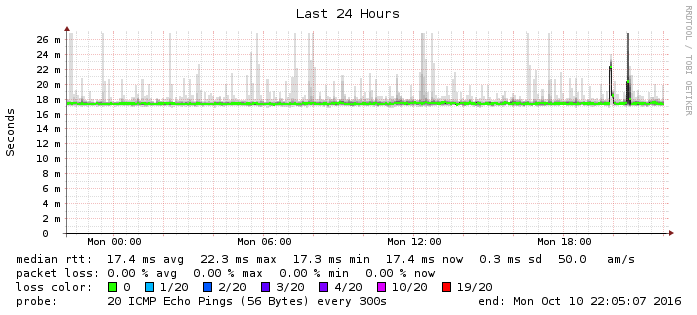 Last 24 Hours
RRDTOOL / TOBI OETIKER
Seconds
26 m
24 m
22 m
20 m
18 m
16 m
14 m
12 m
10 m
8 m
6 m
4 m
2 m
0
Mon 00:00 Mon 06:00 Mon 12:00 Mon 18:00
median rtt: 17.4 ms avg 22.3 ms max 17.3 ms min 17.4 ms now 0.3 ms sd 50.0 am/s
packet loss: 0.00 % avg 0.00 % max 0.00 % min 0.00 % now
loss color: 0 1/20 2/20 3/20 4/20 10/20 19/20
probe: 20 ICMP Echo Pings (56 Bytes) every 300s end: Mon Oct 10 22:05:07 2016